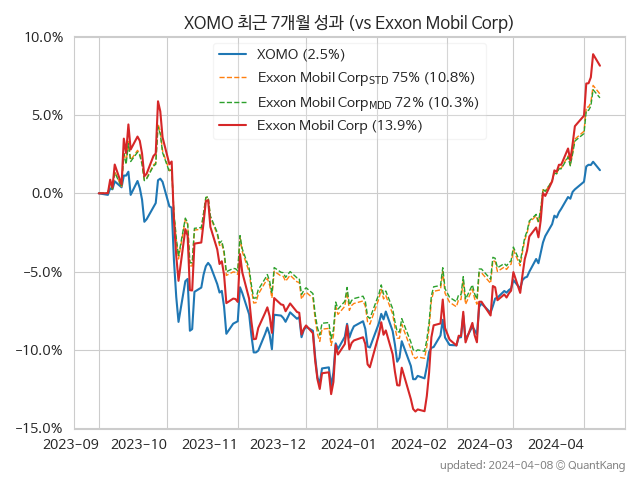 XOMO 최근 7개월 성과 (vs Exxon Mobil Corp)
10.0%
5.0%
0.0%
−5.0%
−10.0%
−15.0%
XOMO (2.5%)
Exxon Mobil CorpSTD 75% (10.8%)
Exxon Mobil CorpMDD 72% (10.3%)
Exxon Mobil Corp (13.9%)
2023-09 2023-10 2023-11 2023-12 2024-01 2024-02 2024-03 2024-04
updated: 2024-04-08 © QuantKang